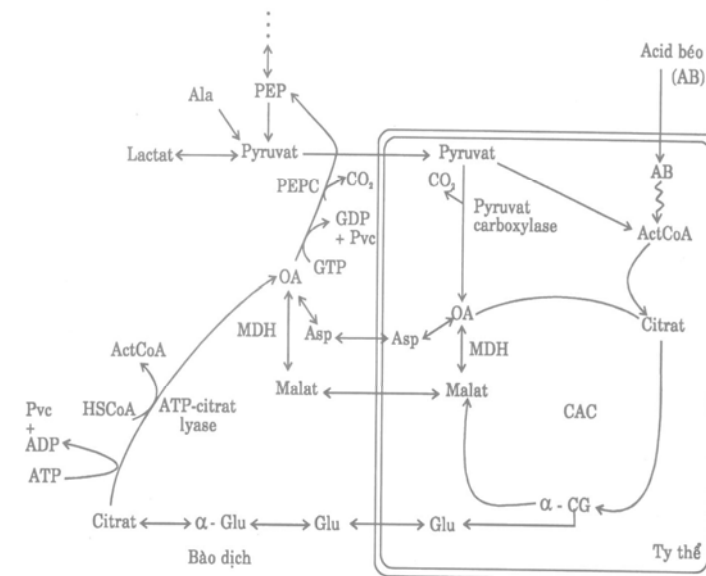 Acid béo
(AB)
Ala
PEP
Lactat
Pyruvat
Pyruvat
AB
PEPC
CO₂
CO₂
Pyruvat
carboxylase
ActCoA
GDP
+ Pvc
GTP
OA
OA
Citrat
MDH
Asp
Asp
MDH
ActCoA
Malat
Malat
CAC
Pvc
+
ADP
HSCoA
ATP-citrat
lyase
ATP
α - CG
Citrat
α - Glu
Glu
Glu
Bào dịch
Ty thể